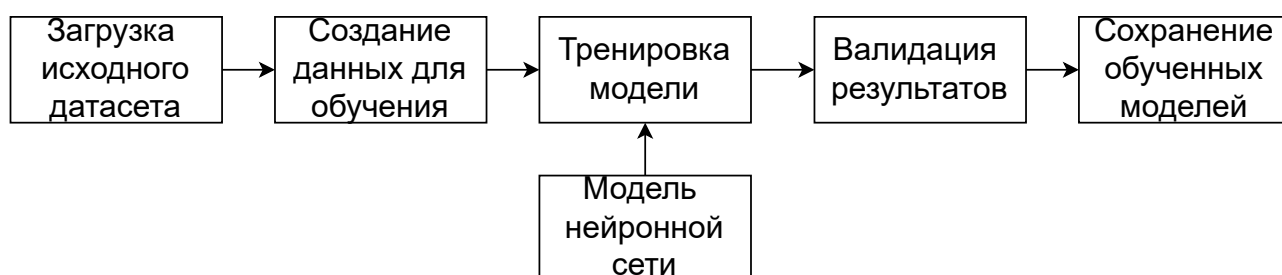 Загрузка
исходного
датасета
Создание
данных для
обучения
Тренировка
модели
Валидация
результатов
Сохранение
обученных
моделей
Модель
нейронной
сети